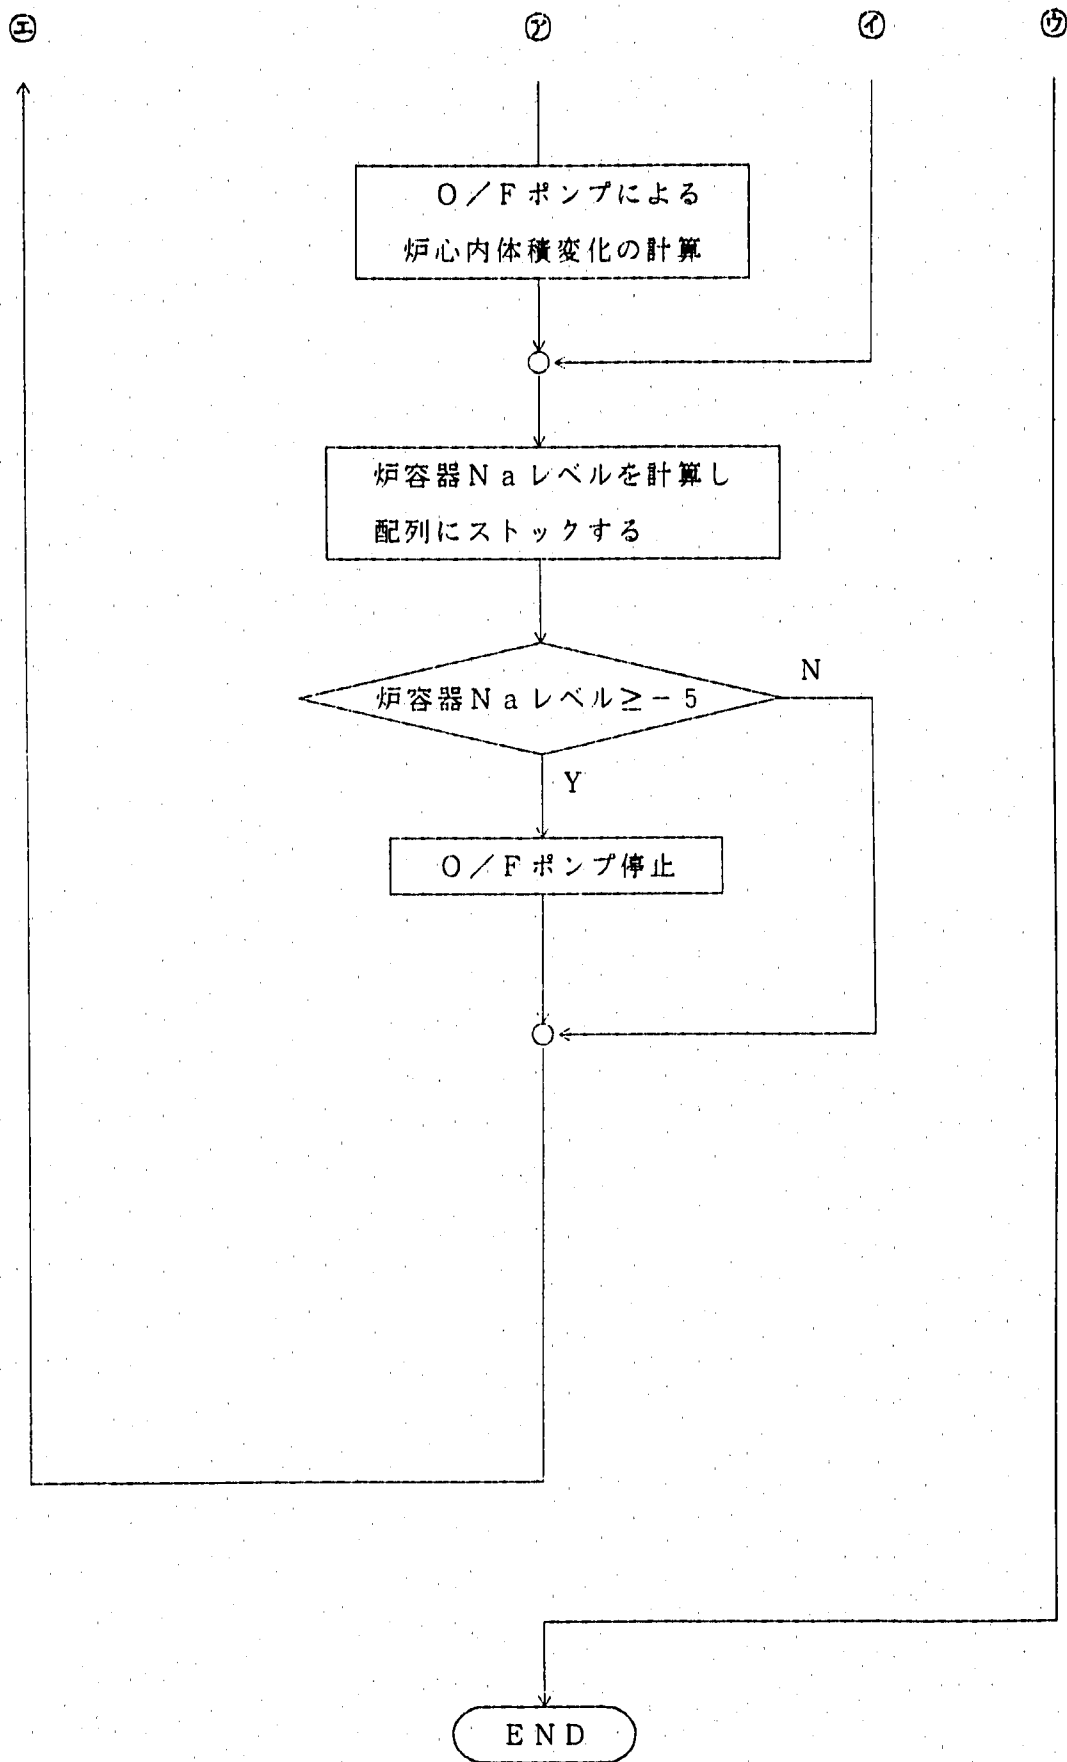 ㋓ ㋐ ㋑ ㋒
O／Fポンプによる
炉心内体積変化の計算
炉容器Naレベルを計算し
配列にストックする
炉容器Naレベル≧－5
N
Y
O／Fポンプ停止
END